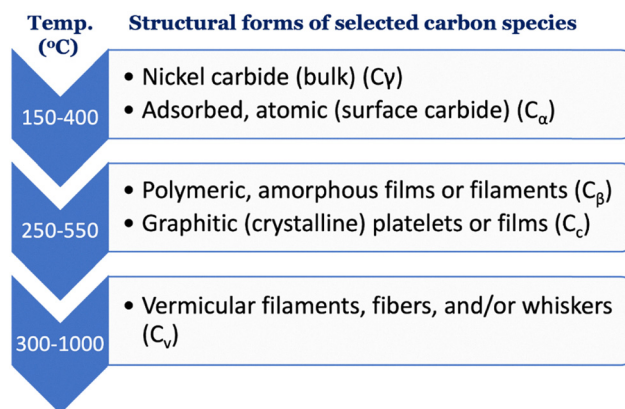 Temp. Structural forms of selected carbon species
(°C)
• Nickel carbide (bulk) (Cγ)
150-400
• Adsorbed, atomic (surface carbide) (Cα)
• Polymeric, amorphous films or filaments (Cβ)
250-550
• Graphitic (crystalline) platelets or films (Cc)
• Vermicular filaments, fibers, and/or whiskers
300-1000
(Cv)